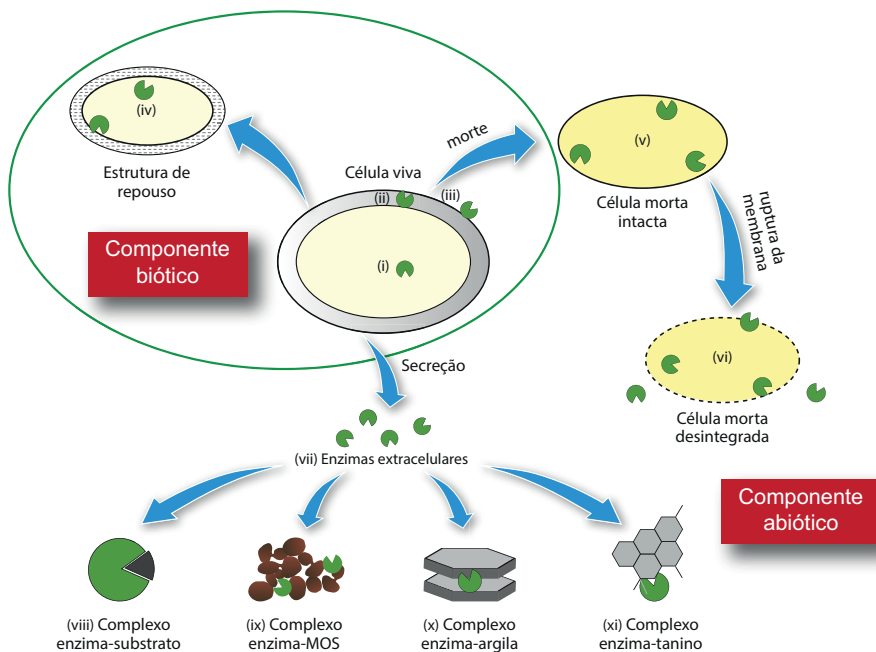 (iv)
Estrutura de
repouso
Célula viva
(ii)
(iii)
(i)
morte
(v)
Célula morta
intacta
ruptura da
membrana
Componente
biótico
(vi)
Célula morta
desintegrada
Secreção
(vii) Enzimas extracelulares
Componente
abiótico
(viii) Complexo
enzima-substrato
(ix) Complexo
enzima-MOS
(x) Complexo
enzima-argila
(xi) Complexo
enzima-tanino